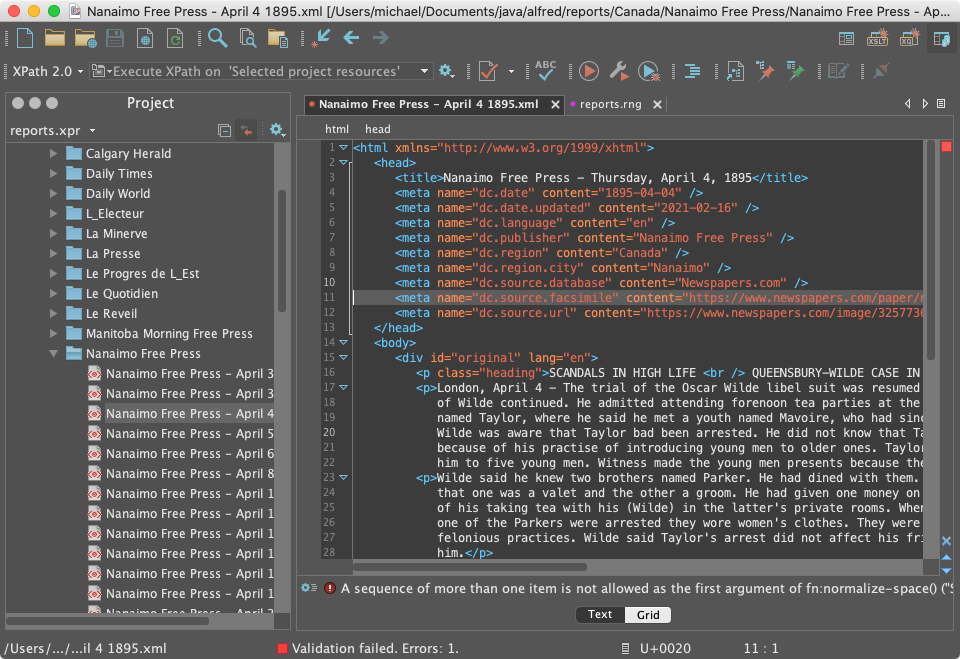 Nanaimo Free Press - April 4 1895.xml [/Users/michael/Documents/java/alfred/reports/Canada/Nanaimo Free Press/Nanaimo Free Press - Ap...
XSLT XQ
XPath 2.0 Execute XPath on 'Selected project resources' ABC
Project
reports.xpr
Calgary Herald
Daily Times
Daily World
L_Electeur
La Minerve
La Presse
Le Progres de L_Est
Le Quotidien
Le Reveil
Manitoba Morning Free Press
Nanaimo Free Press
Nanaimo Free Press - April 3
Nanaimo Free Press - April 3
Nanaimo Free Press - April 4
Nanaimo Free Press - April 5
Nanaimo Free Press - April 6
Nanaimo Free Press - April 8
Nanaimo Free Press - April 1
Nanaimo Free Press - April 1
Nanaimo Free Press - April 1
Nanaimo Free Press - April 1
Nanaimo Free Press - April 1
Nanaimo Free Press - April 1
Nanaimo Free Press - April 2
Nanaimo Free Press - April 4 1895.xml reports.rng
html head
1 <html xmlns="http://www.w3.org/1999/xhtml">
2 <head>
3 <title>Nanaimo Free Press - Thursday, April 4, 1895</title>
4 <meta name="dc.date" content="1895-04-04" />
5 <meta name="dc.date.updated" content="2021-02-16" />
6 <meta name="dc.language" content="en" />
7 <meta name="dc.publisher" content="Nanaimo Free Press" />
8 <meta name="dc.region" content="Canada" />
9 <meta name="dc.region.city" content="Nanaimo" />
10 <meta name="dc.source.database" content="Newspapers.com" />
11 <meta name="dc.source.facsimile" content="https://www.newspapers.com/paper/
12 <meta name="dc.source.url" content="https://www.newspapers.com/image/3257736
13 </head>
14 <body>
15 <div id="original" lang="en">
16 <p class="heading">SCANDALS IN HIGH LIFE <br /> QUEENSBURY-WILDE CASE IN
17 <p>London, April 4 - The trial of the Oscar Wilde libel suit was resumed
18 of Wilde continued. He admitted attending forenoon tea parties at the
19 named Taylor, where he said he met a youth named Mavoire, who had sinc
20 Wilde was aware that Taylor bad been arrested. He did not know that Ta
21 because of his practise of introducing young men to older ones. Taylor
22 him to five young men. Witness made the young men presents because the
23 <p>Wilde said he knew two brothers named Parker. He had dined with them.
24 that one was a valet and the other a groom. He had given one money on
25 of his taking tea with his (Wilde) in the latter's private rooms. When
26 one of the Parkers were arrested they wore women's clothes. They were
27 felonious practices. Wilde said Taylor's arrest did not affect his fri
28 him.</p>
A sequence of more than one item is not allowed as the first argument of fn:normalize-space() ("S
Text Grid
/Users/.../...il 4 1895.xml Validation failed. Errors: 1. U+0020 11 : 1